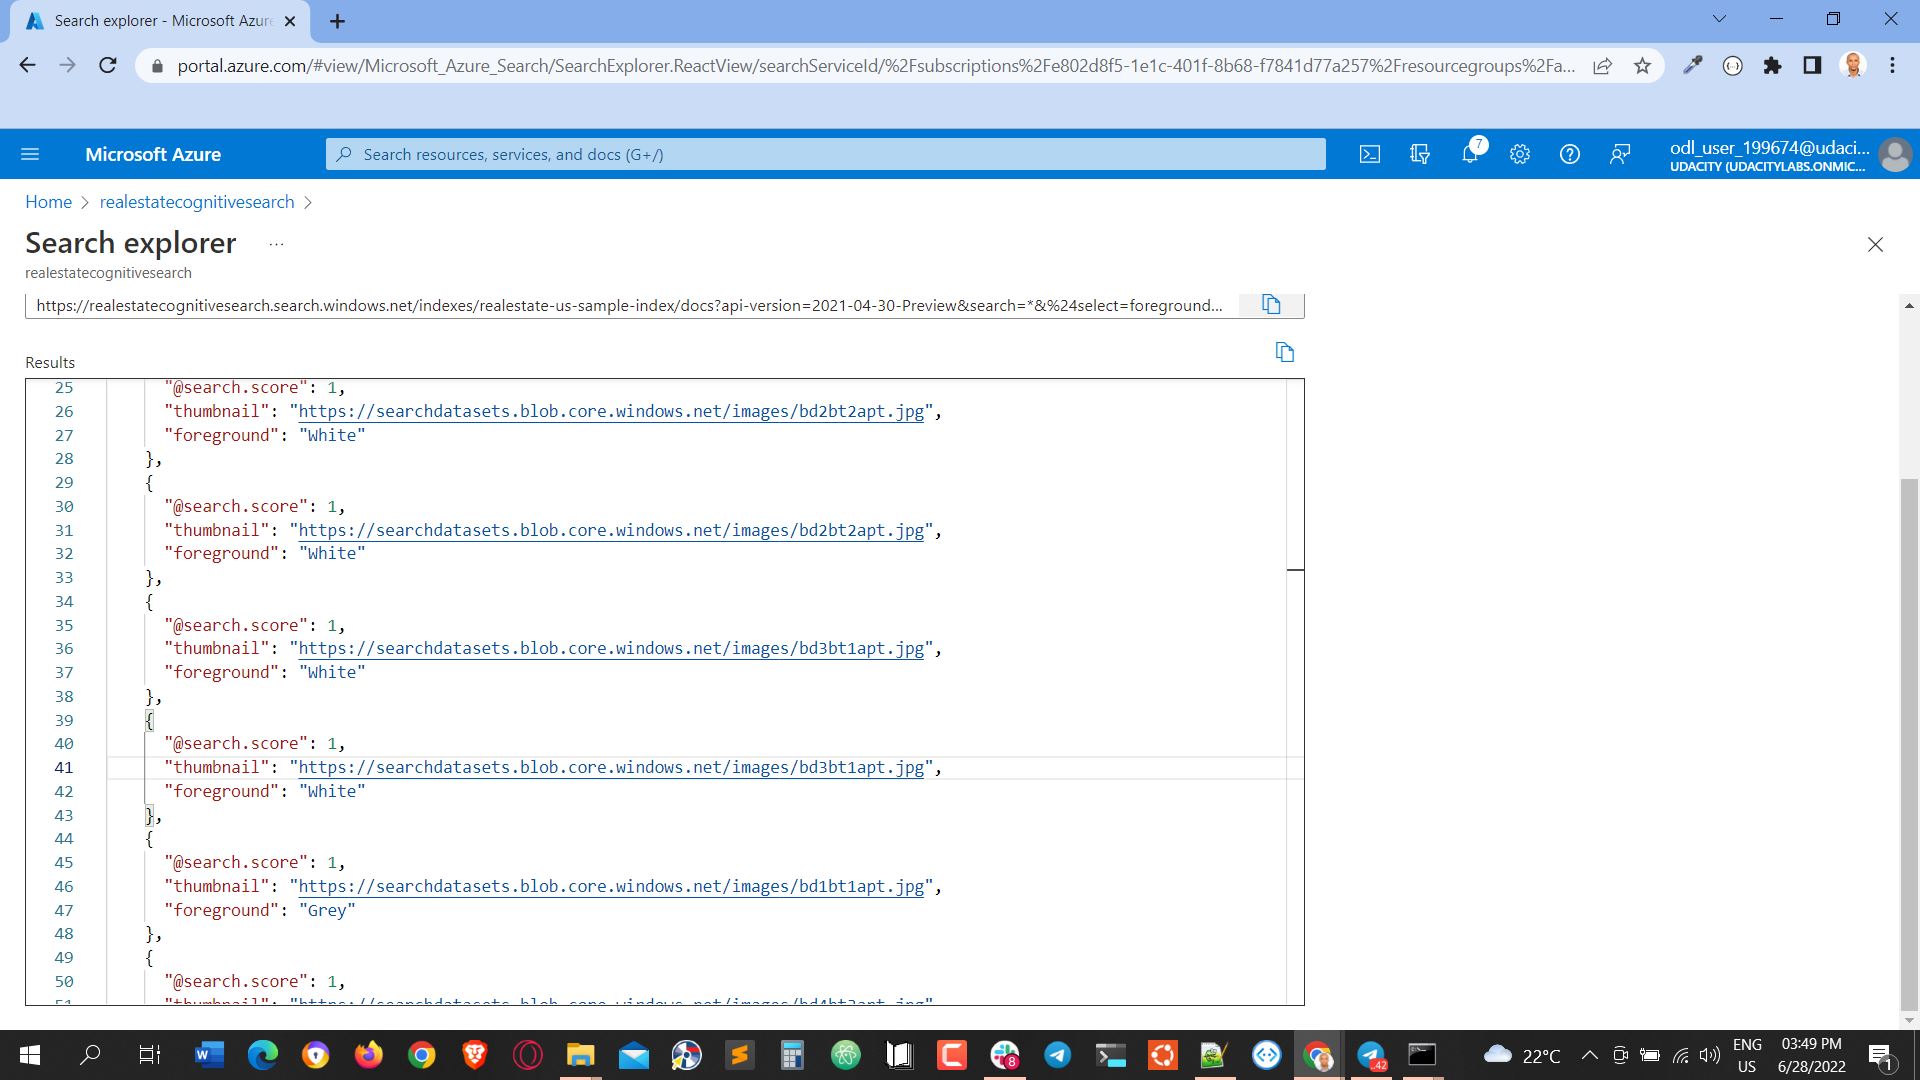 Search explorer - Microsoft Azure
portal.azure.com/#view/Microsoft_Azure_Search/SearchExplorer.ReactView/searchServiceId/%2Fsubscriptions%2Fe802d8f5-1e1c-401f-8b68-f7841d77a257%2Fresourcegroups%2Fa...
Microsoft Azure
Search resources, services, and docs (G+/)
7
odl_user_199674@udaci...
UDACITY (UDACITYLABS.ONMIC...
Home > realestatecognitivesearch >
Search explorer ...
realestatecognitivesearch
https://realestatecognitivesearch.search.windows.net/indexes/realestate-us-sample-index/docs?api-version=2021-04-30-Preview&search=*&%24select=foreground...
Results
25 "@search.score": 1,
26 "thumbnail": "https://searchdatasets.blob.core.windows.net/images/bd2bt2apt.jpg",
27 "foreground": "White"
28 },
29 {
30 "@search.score": 1,
31 "thumbnail": "https://searchdatasets.blob.core.windows.net/images/bd2bt2apt.jpg",
32 "foreground": "White"
33 },
34 {
35 "@search.score": 1,
36 "thumbnail": "https://searchdatasets.blob.core.windows.net/images/bd3bt1apt.jpg",
37 "foreground": "White"
38 },
39 {
40 "@search.score": 1,
41 "thumbnail": "https://searchdatasets.blob.core.windows.net/images/bd3bt1apt.jpg",
42 "foreground": "White"
43 },
44 {
45 "@search.score": 1,
46 "thumbnail": "https://searchdatasets.blob.core.windows.net/images/bd1bt1apt.jpg",
47 "foreground": "Grey"
48 },
49 {
50 "@search.score": 1,
8
42
22°C
ENG
US
03:49 PM
6/28/2022
1